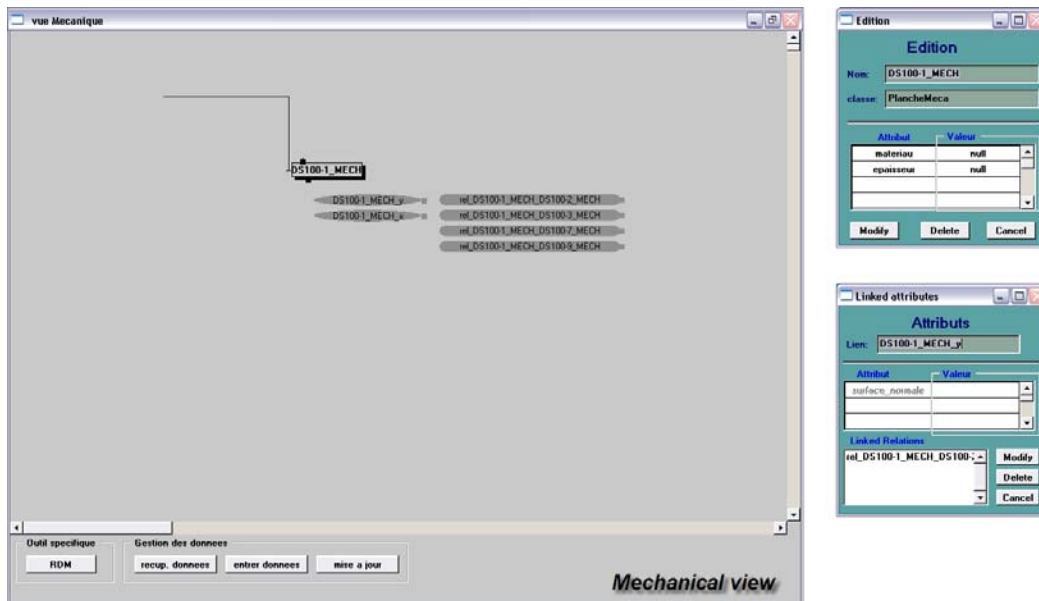 vue Mecanique
DS100-1_MECH
DS100-1_MECH_y
DS100-1_MECH_x
rel_DS100-1_MECH_DS100-2_MECH
rel_DS100-1_MECH_DS100-3_MECH
rel_DS100-1_MECH_DS100-7_MECH
rel_DS100-1_MECH_DS100-9_MECH
Outil specifique
RDM
Gestion des donnees
recup. donnees
entrer donnees
mise a jour
Mechanical view
Edition
Edition
Nom: DS100-1_MECH
classe: PlancheMeca
Attribut Valeur
materiau null
epaisseur null
Modify Delete Cancel
Linked attributes
Attributs
Lien: DS100-1_MECH_y
Attribut Valeur
surface_normale
Linked Relations
rel_DS100-1_MECH_DS100-
Modify
Delete
Cancel